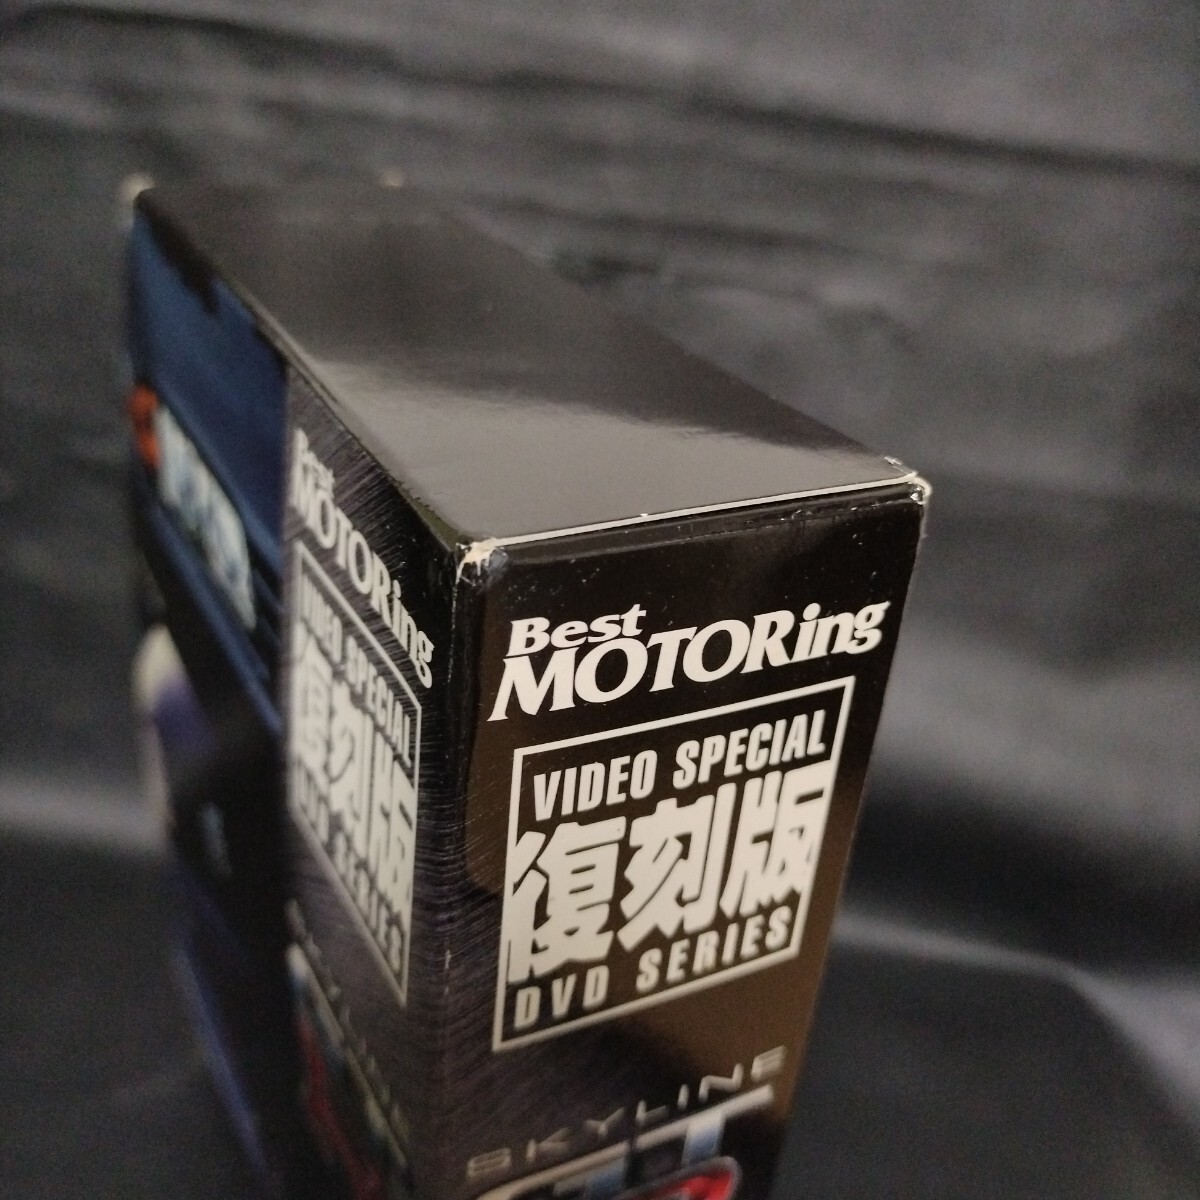 Best
MOTORing
VIDEO SPECIAL
復刻版
DVD SERIES
Best
MOTORing
VIDEO SPECIAL
復刻版
DVD SERIES
SKYLINE